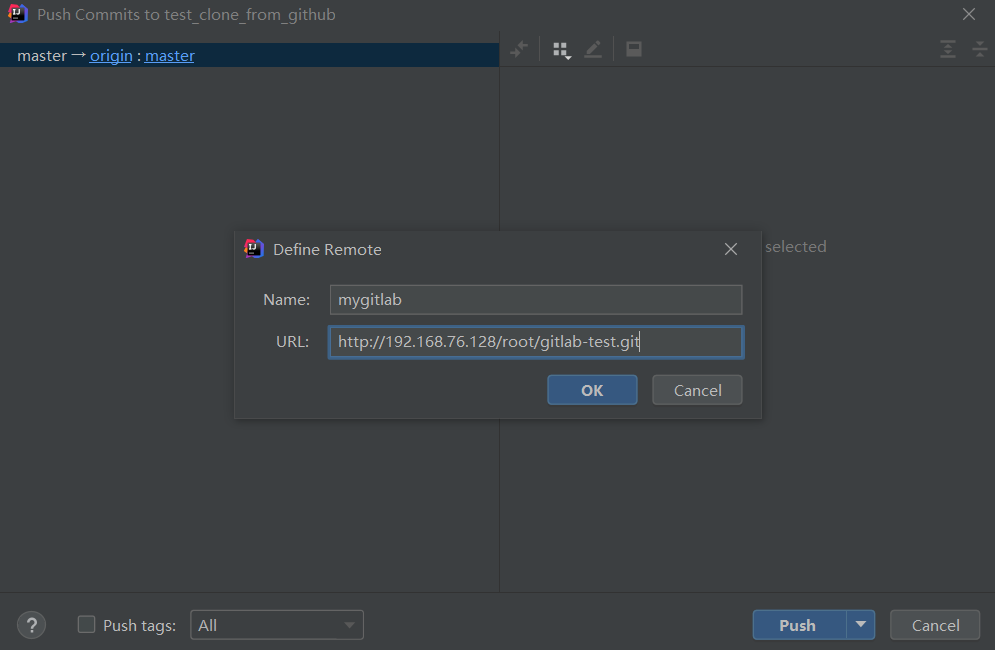 Push Commits to test_clone_from_github
master → origin : master
selected
Define Remote
Name: mygitlab
URL: http://192.168.76.128/root/gitlab-test.git
OK Cancel
? Push tags: All Push Cancel